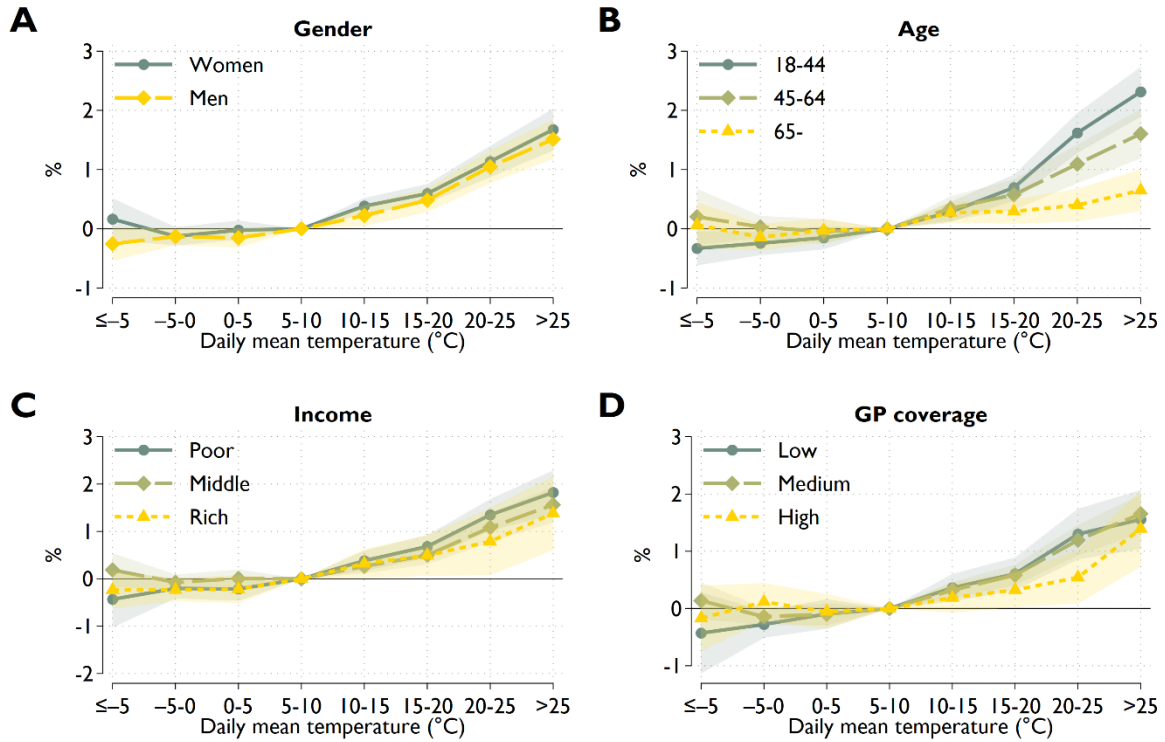 A
Gender
3
2
1
0
-1
%
Women
Men
≤–5 –5-0 0-5 5-10 10-15 15-20 20-25 >25
Daily mean temperature (°C)
B
Age
3
2
1
0
-1
%
18-44
45-64
65-
≤–5 –5-0 0-5 5-10 10-15 15-20 20-25 >25
Daily mean temperature (°C)
C
Income
3
2
1
0
-1
-2
%
Poor
Middle
Rich
≤–5 –5-0 0-5 5-10 10-15 15-20 20-25 >25
Daily mean temperature (°C)
D
GP coverage
3
2
1
0
-1
%
Low
Medium
High
≤–5 –5-0 0-5 5-10 10-15 15-20 20-25 >25
Daily mean temperature (°C)